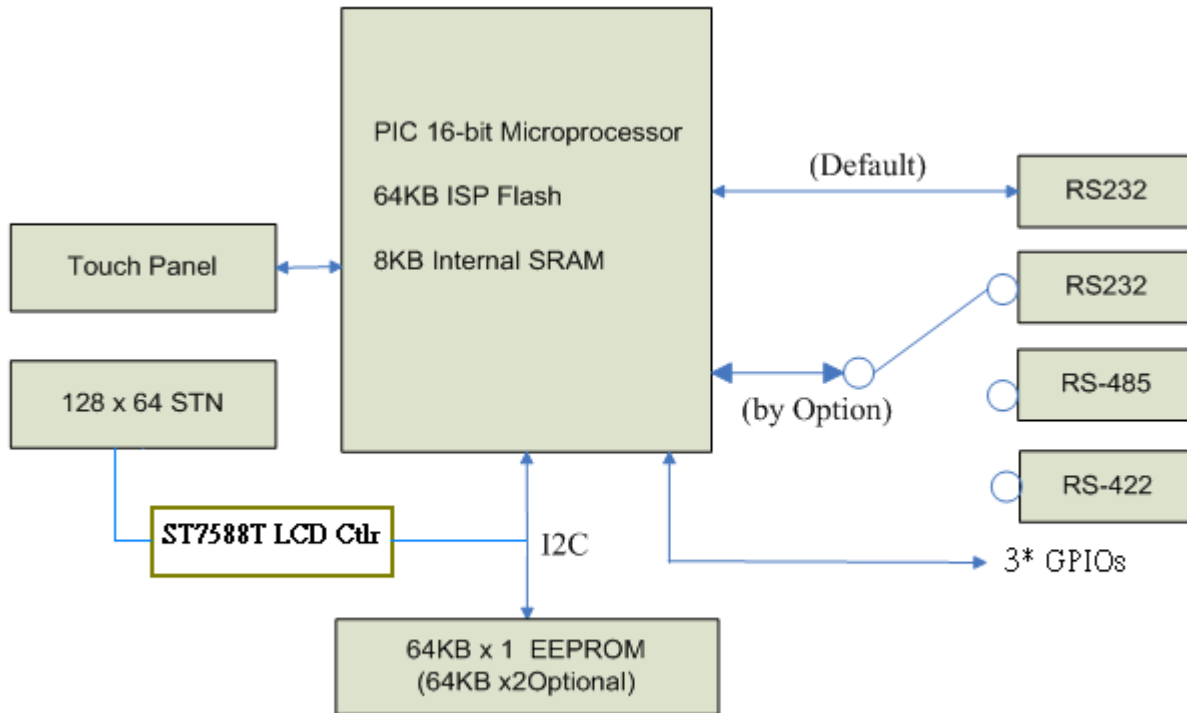 PIC 16-bit Microprocessor
64KB ISP Flash
8KB Internal SRAM
Touch Panel
128 x 64 STN
ST7588T LCD Ctlr
I2C
64KB x 1 EEPROM
(64KB x2Optional)
(Default)
RS232
RS232
(by Option)
RS-485
RS-422
3* GPIOs